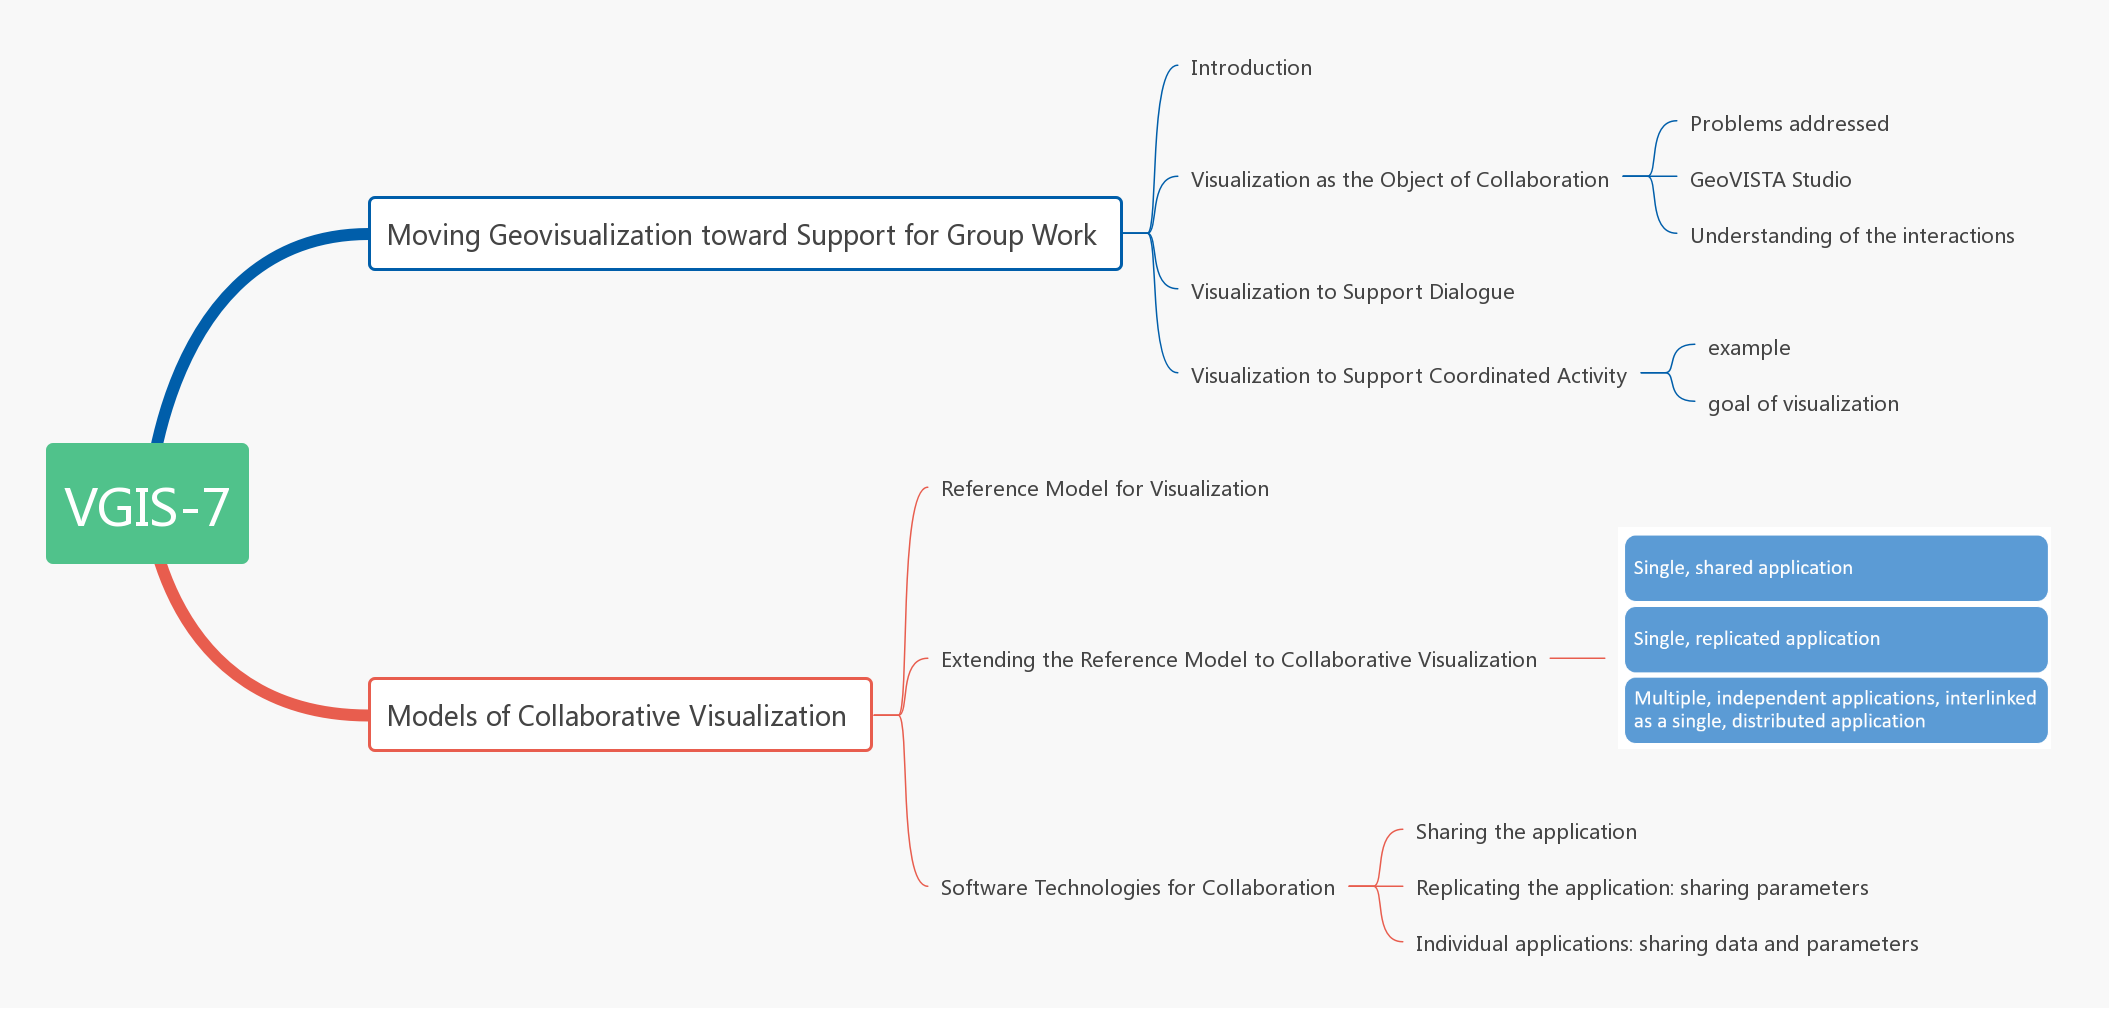 VGIS-7
Moving Geovisualization toward Support for Group Work
Introduction
Visualization as the Object of Collaboration
Problems addressed
GeoVISTA Studio
Understanding of the interactions
Visualization to Support Dialogue
Visualization to Support Coordinated Activity
example
goal of visualization
Models of Collaborative Visualization
Reference Model for Visualization
Extending the Reference Model to Collaborative Visualization
Single, shared application
Single, replicated application
Multiple, independent applications, interlinked
as a single, distributed application
Software Technologies for Collaboration
Sharing the application
Replicating the application: sharing parameters
Individual applications: sharing data and parameters